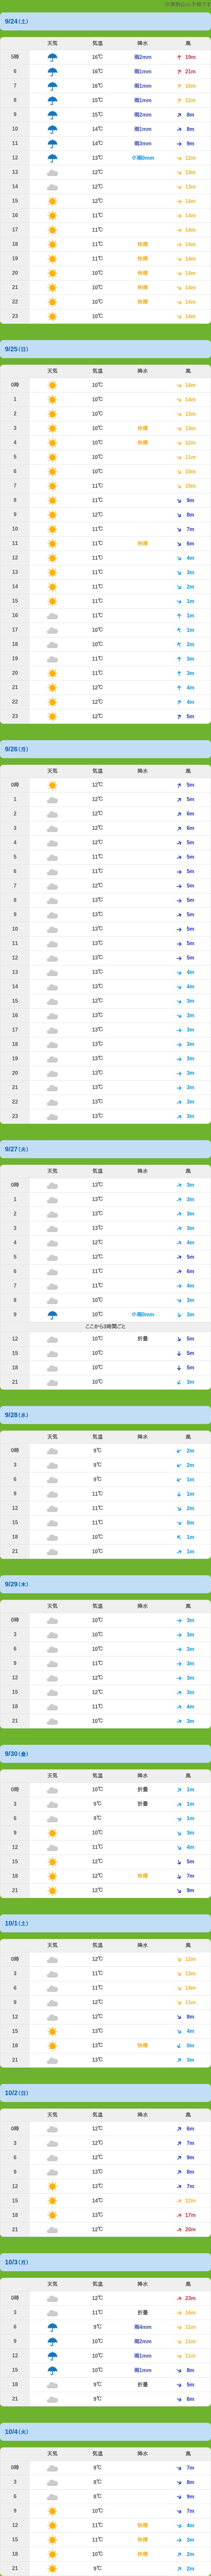 9/24(土)
天気 気温 降水 風
5時 16℃ 雨2mm 19m
6 16℃ 雨1mm 21m
7 16℃ 雨1mm 16m
8 15℃ 雨1mm 12m
9 15℃ 雨2mm 8m
10 14℃ 雨1mm 8m
11 14℃ 雨3mm 9m
12 13℃ 小雨0mm 12m
13 12℃ 13m
14 12℃ 13m
15 12℃ 14m
16 11℃ 14m
17 11℃ 14m
18 11℃ 快晴 14m
19 11℃ 快晴 14m
20 10℃ 快晴 14m
21 10℃ 快晴 14m
22 10℃ 快晴 14m
23 10℃ 14m
9/25(日)
天気 気温 降水 風
0時 10℃ 14m
1 10℃ 14m
2 10℃ 13m
3 10℃ 快晴 13m
4 10℃ 快晴 12m
5 10℃ 11m
6 10℃ 10m
7 11℃ 10m
8 11℃ 9m
9 12℃ 8m
10 11℃ 7m
11 11℃ 快晴 6m
12 11℃ 4m
13 11℃ 3m
14 11℃ 2m
15 11℃ 1m
16 11℃ 1m
17 10℃ 1m
18 10℃ 2m
19 11℃ 3m
20 11℃ 3m
21 12℃ 4m
22 12℃ 4m
23 12℃ 5m
9/26(月)
天気 気温 降水 風
0時 12℃ 5m
1 12℃ 5m
2 12℃ 6m
3 12℃ 6m
4 12℃ 5m
5 11℃ 5m
6 11℃ 5m
7 12℃ 5m
8 13℃ 5m
9 13℃ 5m
10 13℃ 5m
11 13℃ 5m
12 13℃ 5m
13 13℃ 4m
14 13℃ 4m
15 12℃ 3m
16 13℃ 3m
17 13℃ 3m
18 13℃ 3m
19 13℃ 3m
20 13℃ 3m
21 13℃ 3m
22 13℃ 3m
23 13℃ 3m
9/27(火)
天気 気温 降水 風
0時 13℃ 3m
1 13℃ 3m
2 13℃ 3m
3 13℃ 3m
4 12℃ 4m
5 12℃ 5m
6 11℃ 6m
7 11℃ 4m
8 10℃ 3m
9 10℃ 小雨0mm 3m
ここから3時間ごと
12 10℃ 折曇 5m
15 10℃ 5m
18 10℃ 5m
21 10℃ 3m
9/28(水)
天気 気温 降水 風
0時 9℃ 2m
3 9℃ 2m
6 9℃ 1m
9 11℃ 1m
12 11℃ 2m
15 11℃ 0m
18 10℃ 1m
21 10℃ 1m
9/29(木)
天気 気温 降水 風
0時 10℃ 3m
3 10℃ 3m
6 10℃ 3m
9 11℃ 3m
12 12℃ 3m
15 12℃ 3m
18 11℃ 4m
21 10℃ 3m
9/30(金)
天気 気温 降水 風
0時 10℃ 折曇 1m
3 9℃ 折曇 1m
6 9℃ 1m
9 10℃ 3m
12 11℃ 4m
15 12℃ 5m
18 12℃ 快晴 7m
21 12℃ 9m
10/1(土)
天気 気温 降水 風
0時 12℃ 12m
3 11℃ 13m
6 11℃ 14m
9 12℃ 11m
12 12℃ 8m
15 13℃ 4m
18 13℃ 快晴 0m
21 13℃ 3m
10/2(日)
天気 気温 降水 風
0時 12℃ 6m
3 12℃ 7m
6 12℃ 9m
9 13℃ 8m
12 13℃ 7m
15 14℃ 12m
18 13℃ 17m
21 12℃ 20m
10/3(月)
天気 気温 降水 風
0時 12℃ 23m
3 11℃ 折曇 16m
6 9℃ 雨4mm 11m
9 10℃ 雨2mm 11m
12 10℃ 雨1mm 11m
15 10℃ 雨1mm 8m
18 9℃ 折曇 5m
21 9℃ 6m
10/4(火)
天気 気温 降水 風
0時 9℃ 7m
3 8℃ 8m
6 8℃ 9m
9 10℃ 7m
12 11℃ 快晴 4m
15 11℃ 快晴 3m
18 10℃ 快晴 2m
21 9℃ 2m